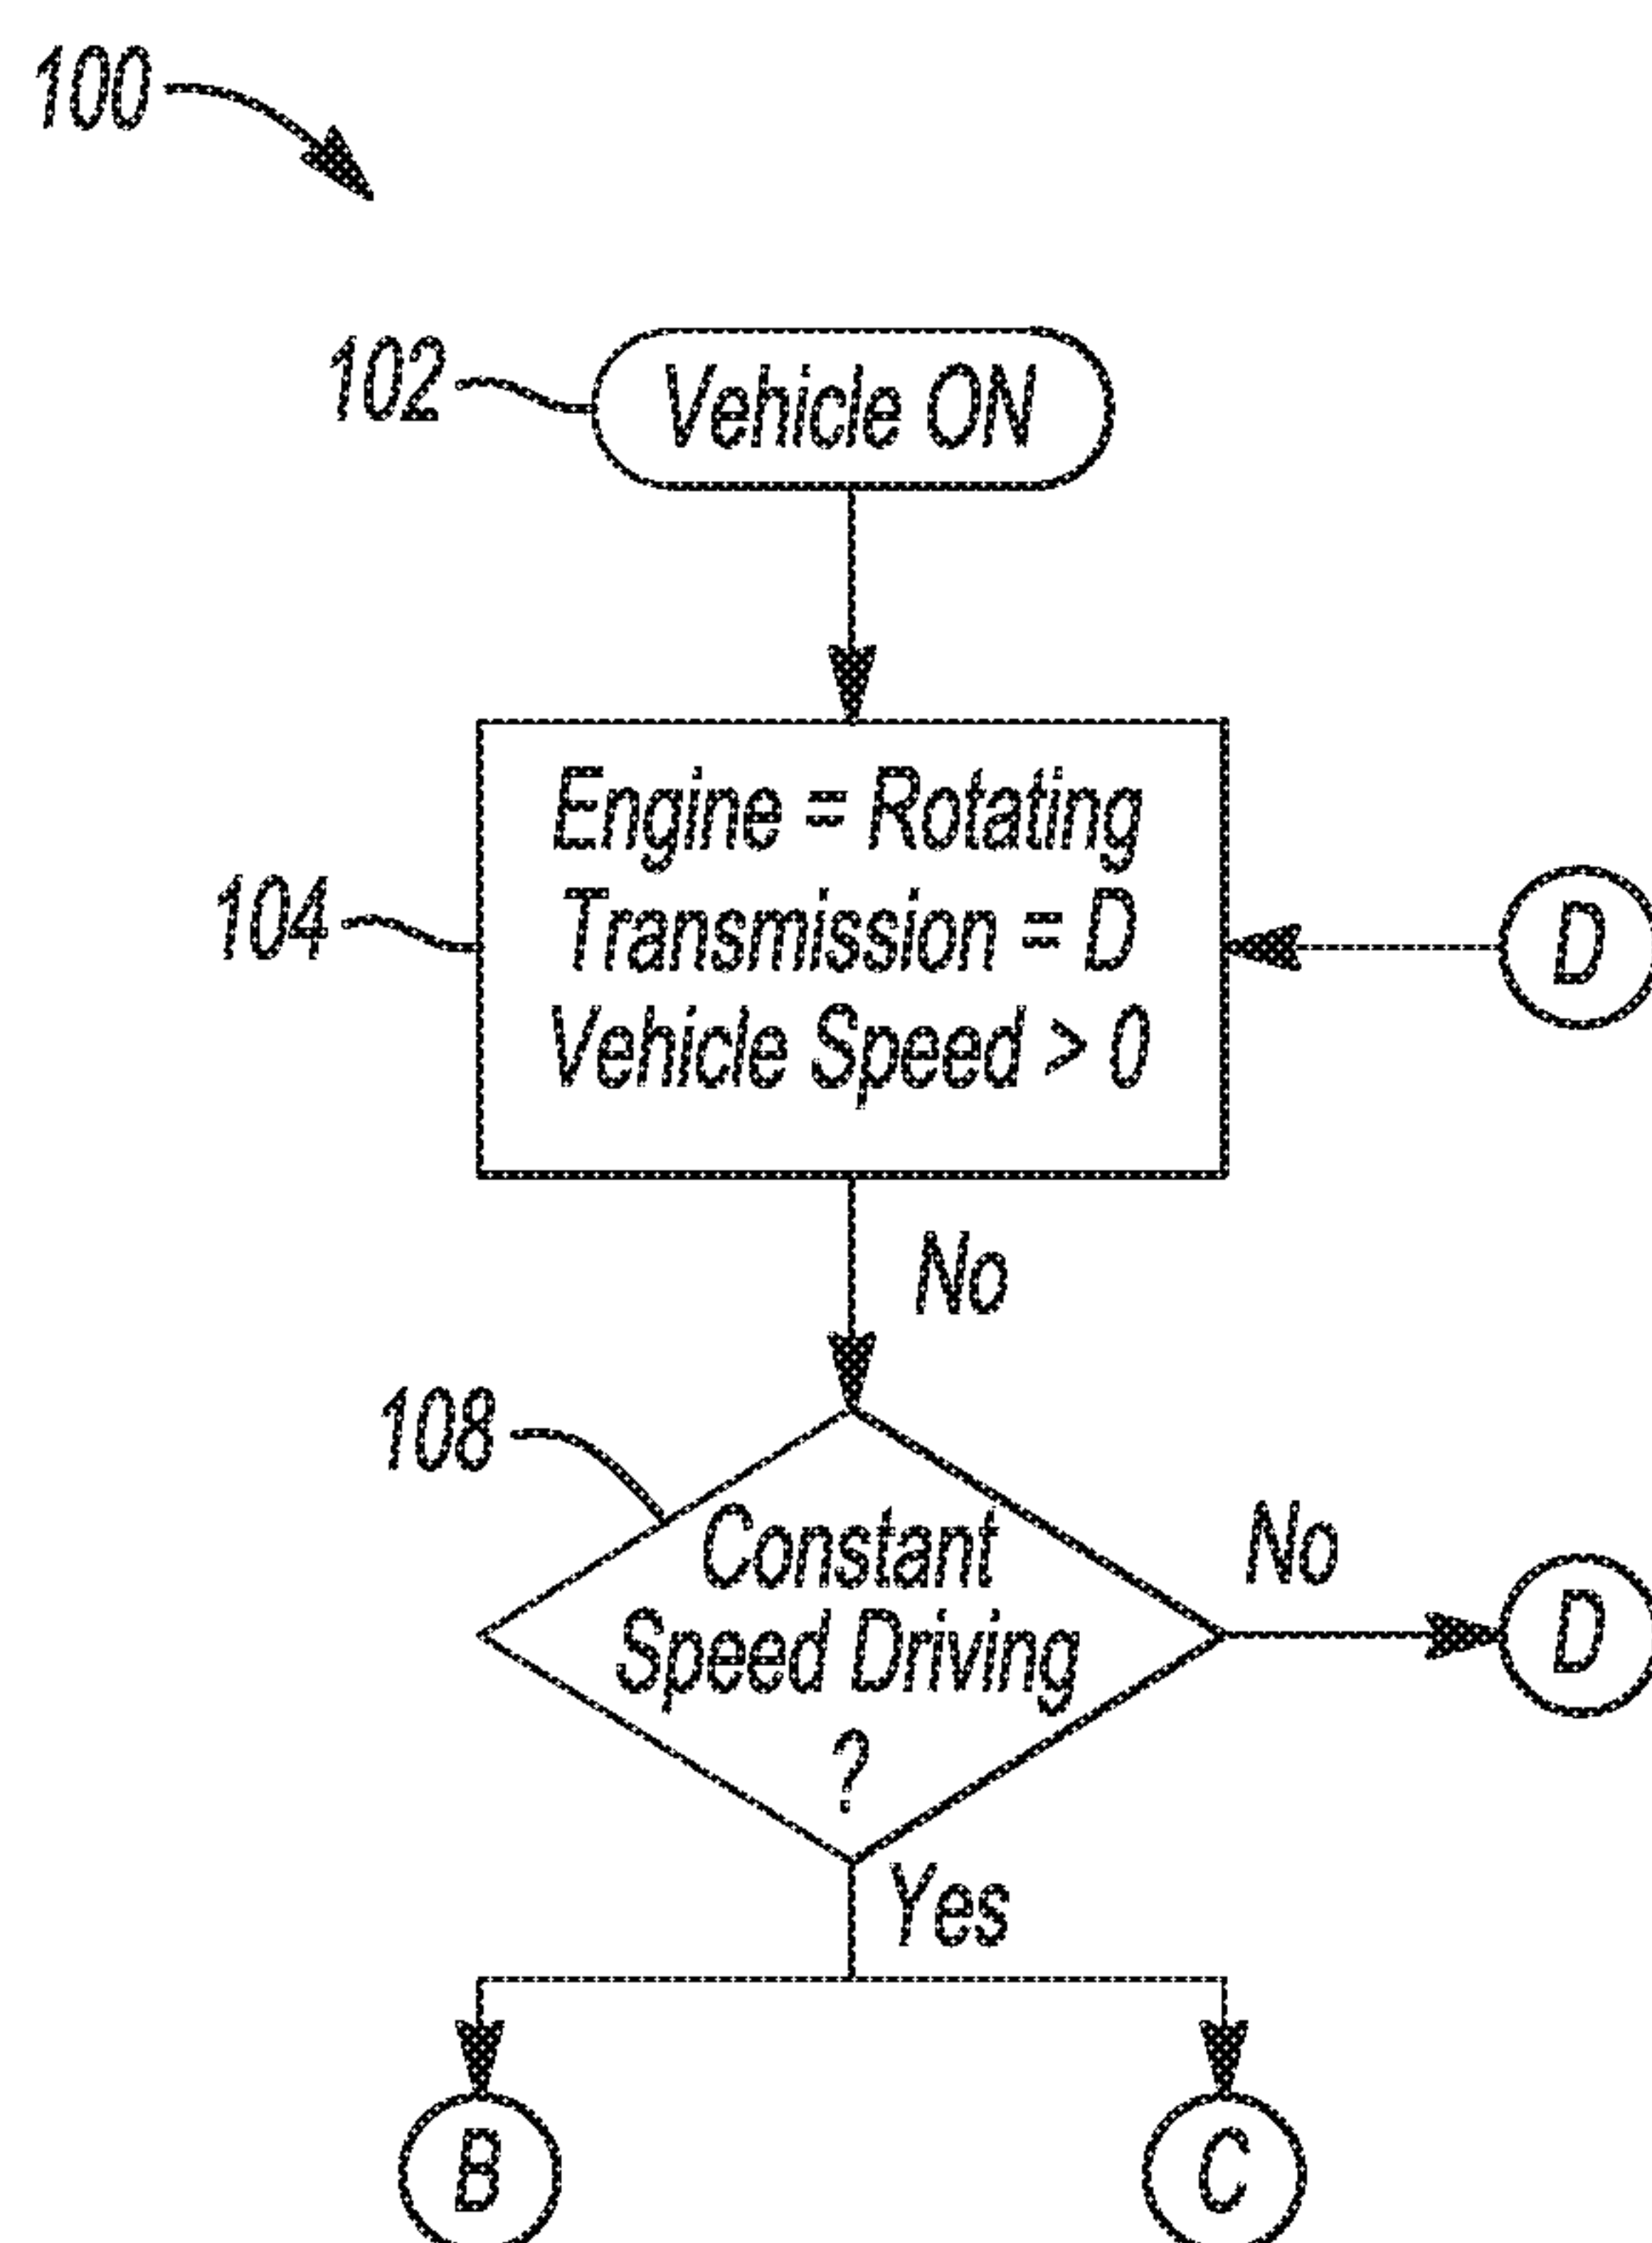 100
102
Vehicle ON
Engine = Rotating
104
Transmission = D
D
Vehicle Speed > 0
No
108
Constant
No
Speed Driving
D
?
Yes
B
C